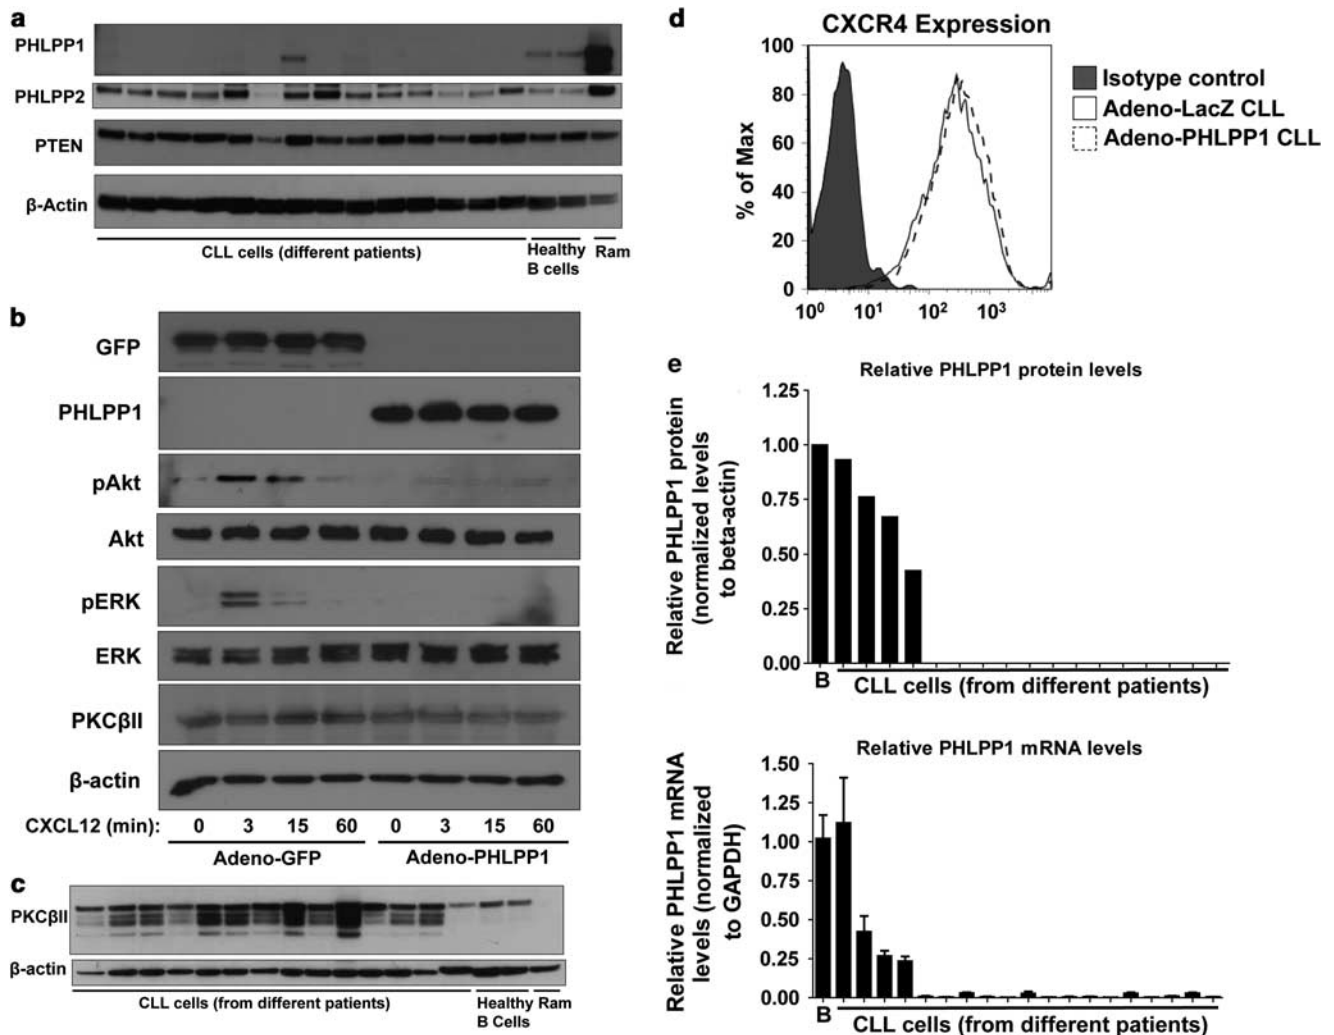 a
PHLPP1
PHLPP2
PTEN
β-Actin
CLL cells (different patients)
Healthy
B cells
Ram
b
GFP
PHLPP1
pAkt
Akt
pERK
ERK
PKCβII
β-actin
CXCL12 (min): 0 3 15 60 0 3 15 60
Adeno-GFP Adeno-PHLPP1
c
PKCβII
β-actin
CLL cells (from different patients)
Healthy
B Cells
Ram
d
CXCR4 Expression
% of Max
100
80
60
40
20
0
10⁰ 10¹ 10² 10³
Isotype control
Adeno-LacZ CLL
Adeno-PHLPP1 CLL
e
Relative PHLPP1 protein levels
Relative PHLPP1 protein
(normalized levels
to beta-actin)
1.25
1.00
0.75
0.50
0.25
0.00
B CLL cells (from different patients)
Relative PHLPP1 mRNA levels
Relative PHLPP1 mRNA
levels (normalized
to GAPDH)
1.50
1.25
1.00
0.75
0.50
0.25
0.00
B CLL cells (from different patients)